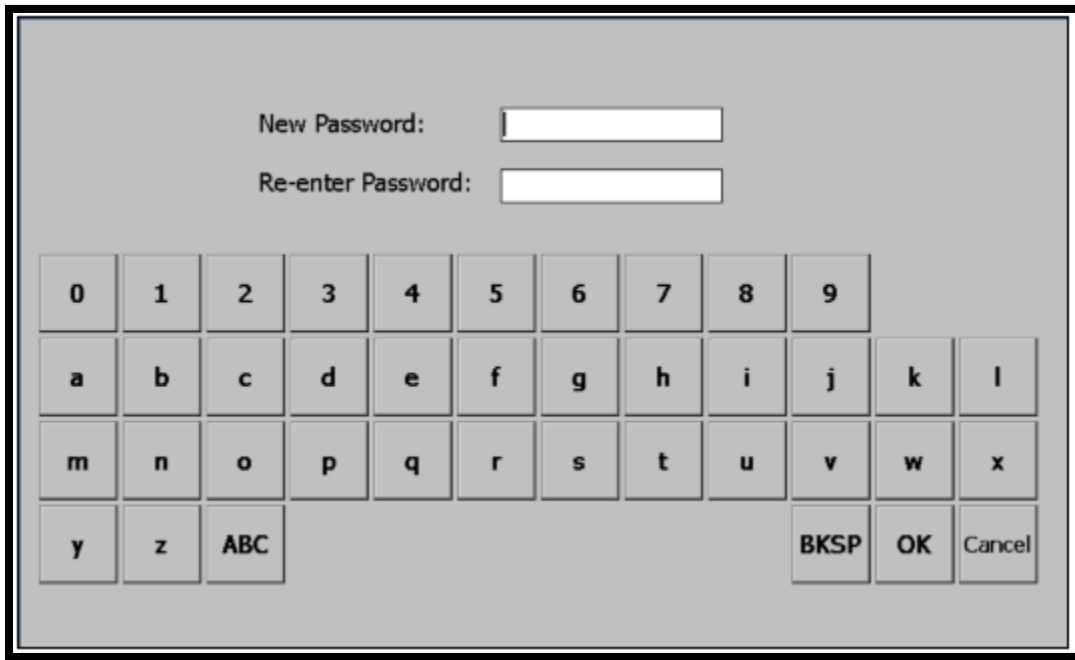 New Password:
Re-enter Password:
0 1 2 3 4 5 6 7 8 9
a b c d e f g h i j k l
m n o p q r s t u v w x
y z ABC BKSP OK Cancel